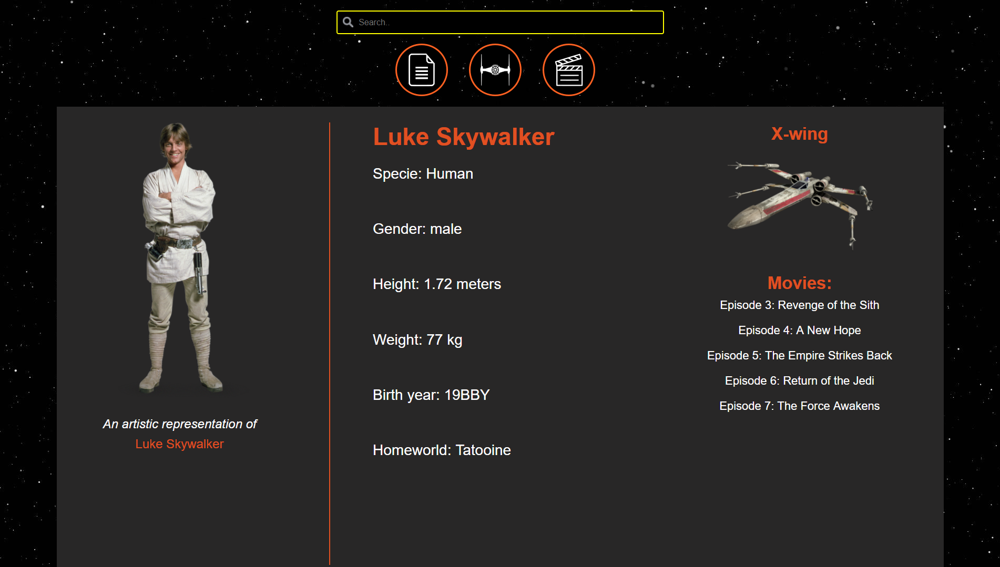 Search..
An artistic representation of
Luke Skywalker
Luke Skywalker
Specie: Human
Gender: male
Height: 1.72 meters
Weight: 77 kg
Birth year: 19BBY
Homeworld: Tatooine
X-wing
Movies:
Episode 3: Revenge of the Sith
Episode 4: A New Hope
Episode 5: The Empire Strikes Back
Episode 6: Return of the Jedi
Episode 7: The Force Awakens